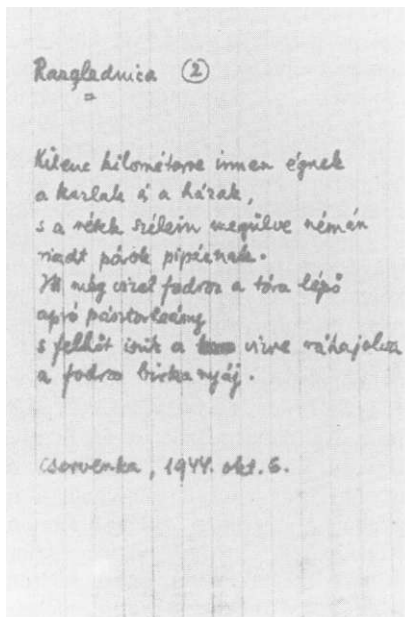 Razglednica (2)
Kilenc kilométerre innen égnek
a kazlak és a házak,
s a rétek szélein megülve némán
riadt pórok pipáznak.
Itt még vizet fodroz a tóra lépő
apró pásztorleány
s felhőt iszik a vizre ráhajolva
a fodros birkanyáj.
Cservenka, 1944. okt. 6.